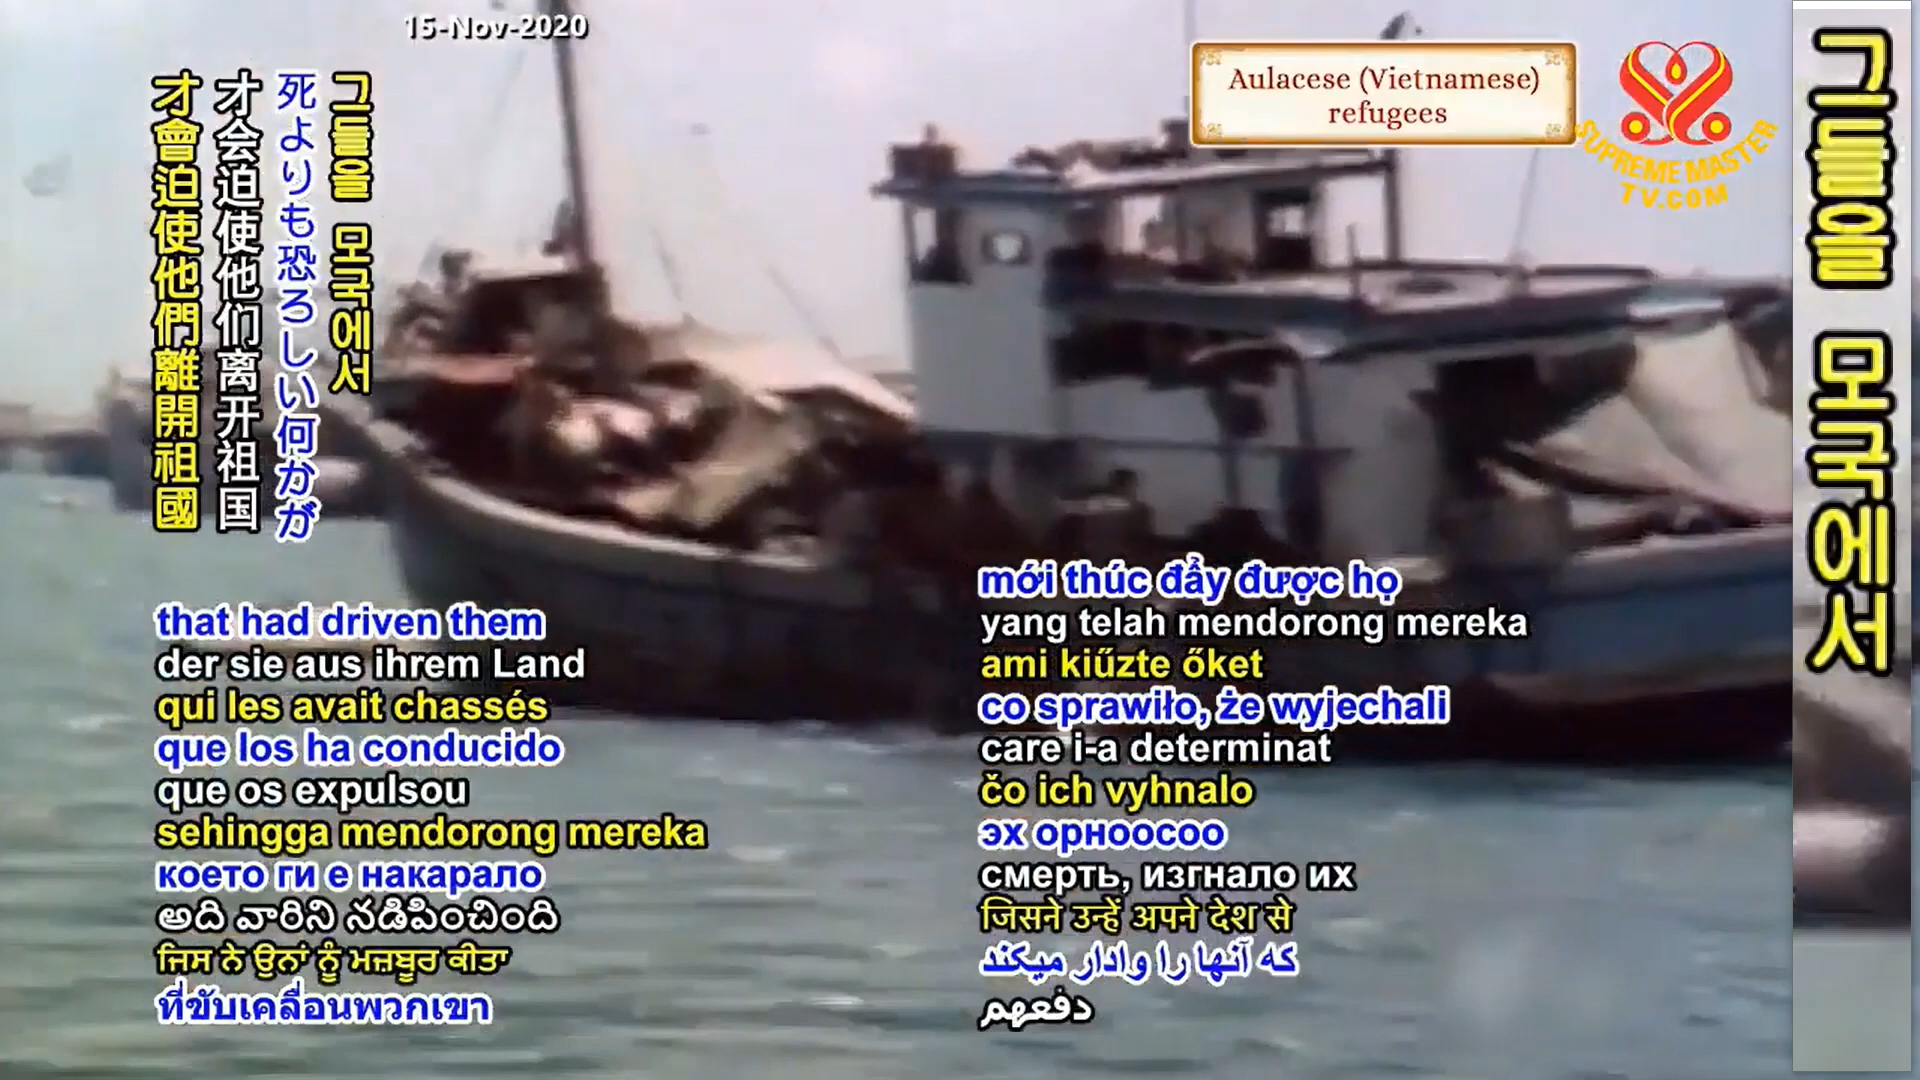 15-Nov-2020
Aulacese (Vietnamese)
refugees
SUPREME MASTER
TV.COM
그들을 모국에서
死よりも恐ろしい何かが
才会迫使他们离开祖国
才會迫使他們離開祖國
that had driven them
der sie aus ihrem Land
qui les avait chassés
que los ha conducido
que os expulsou
sehingga mendorong mereka
което ги е накарало
అది వారిని నడిపించింది
ਜਿਸ ਨੇ ਉਨਾਂ ਨੂੰ ਮਜ਼ਬੂਰ ਕੀਤਾ
ที่ขับเคลื่อนพวกเขา
mới thúc đẩy được họ
yang telah mendorong mereka
ami kiűzte őket
co sprawiło, że wyjechali
care i-a determinat
čo ich vyhnalo
эх орноосоо
смерть, изгнало их
जिसने उन्हें अपने देश से
که آنها را وادار میکند
دفعهم
그들을 모국에서